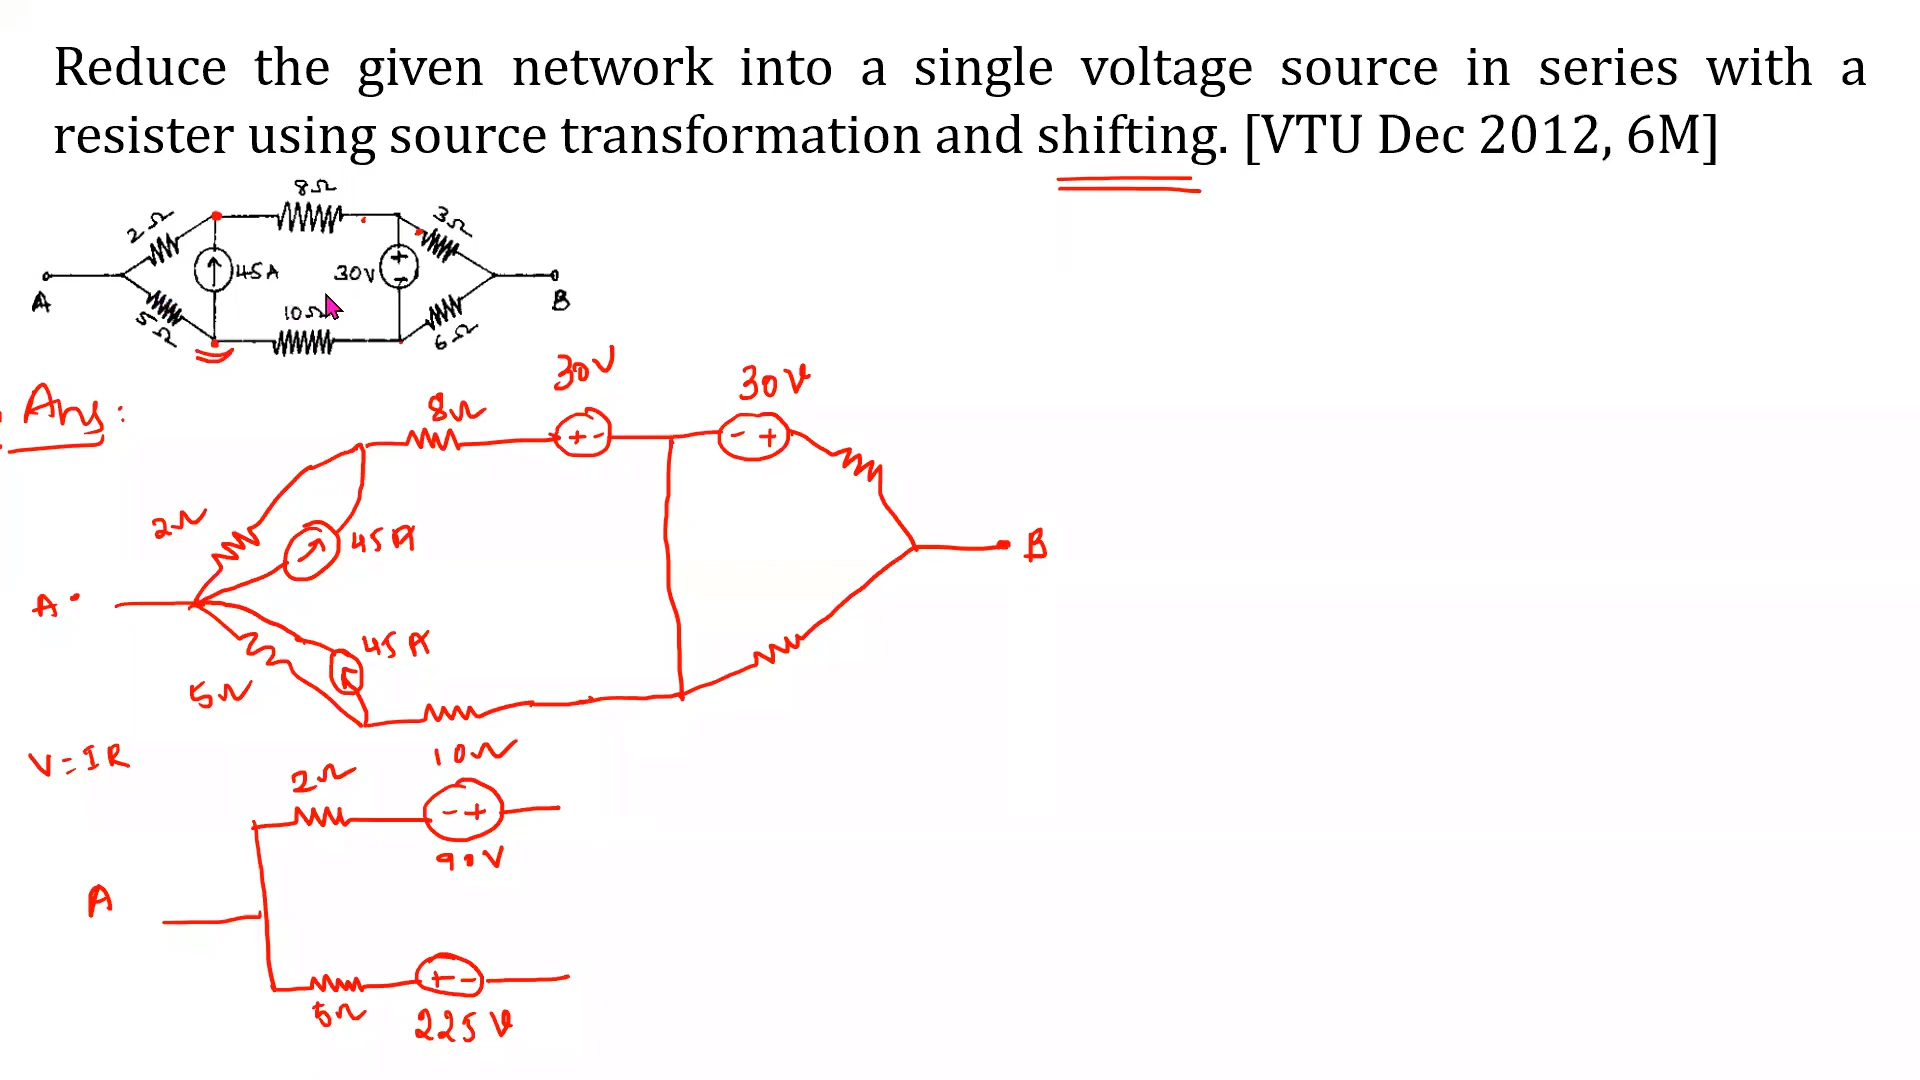 Reduce the given network into a single voltage source in series with a
resister using source transformation and shifting. [VTU Dec 2012, 6M]
8Ω
2Ω
3Ω
45A
30V
+
-
A
B
10Ω
5Ω
6Ω
Ans:
30V
30V
8Ω
+ -
- +
2Ω
45A
B
A
45A
5Ω
V=IR
10Ω
2Ω
- +
90V
A
+ -
5Ω
225V